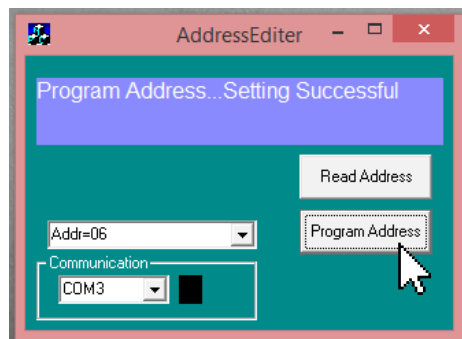 AddressEditer
Program Address...Setting Successful
Read Address
Addr=06
Program Address
Communication
COM3